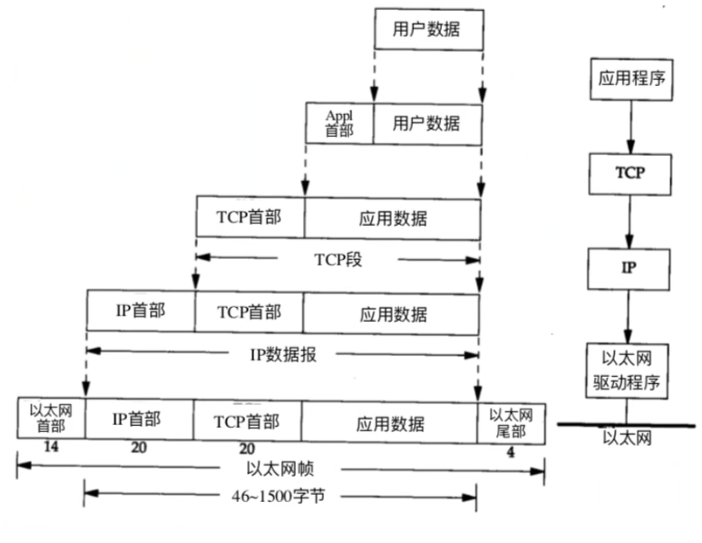 用户数据
Appl
首部
用户数据
TCP首部
应用数据
TCP段
IP首部
TCP首部
应用数据
IP数据报
以太网
首部
IP首部
TCP首部
应用数据
以太网
尾部
14
20
20
4
以太网帧
46~1500字节
应用程序
TCP
IP
以太网
驱动程序
以太网